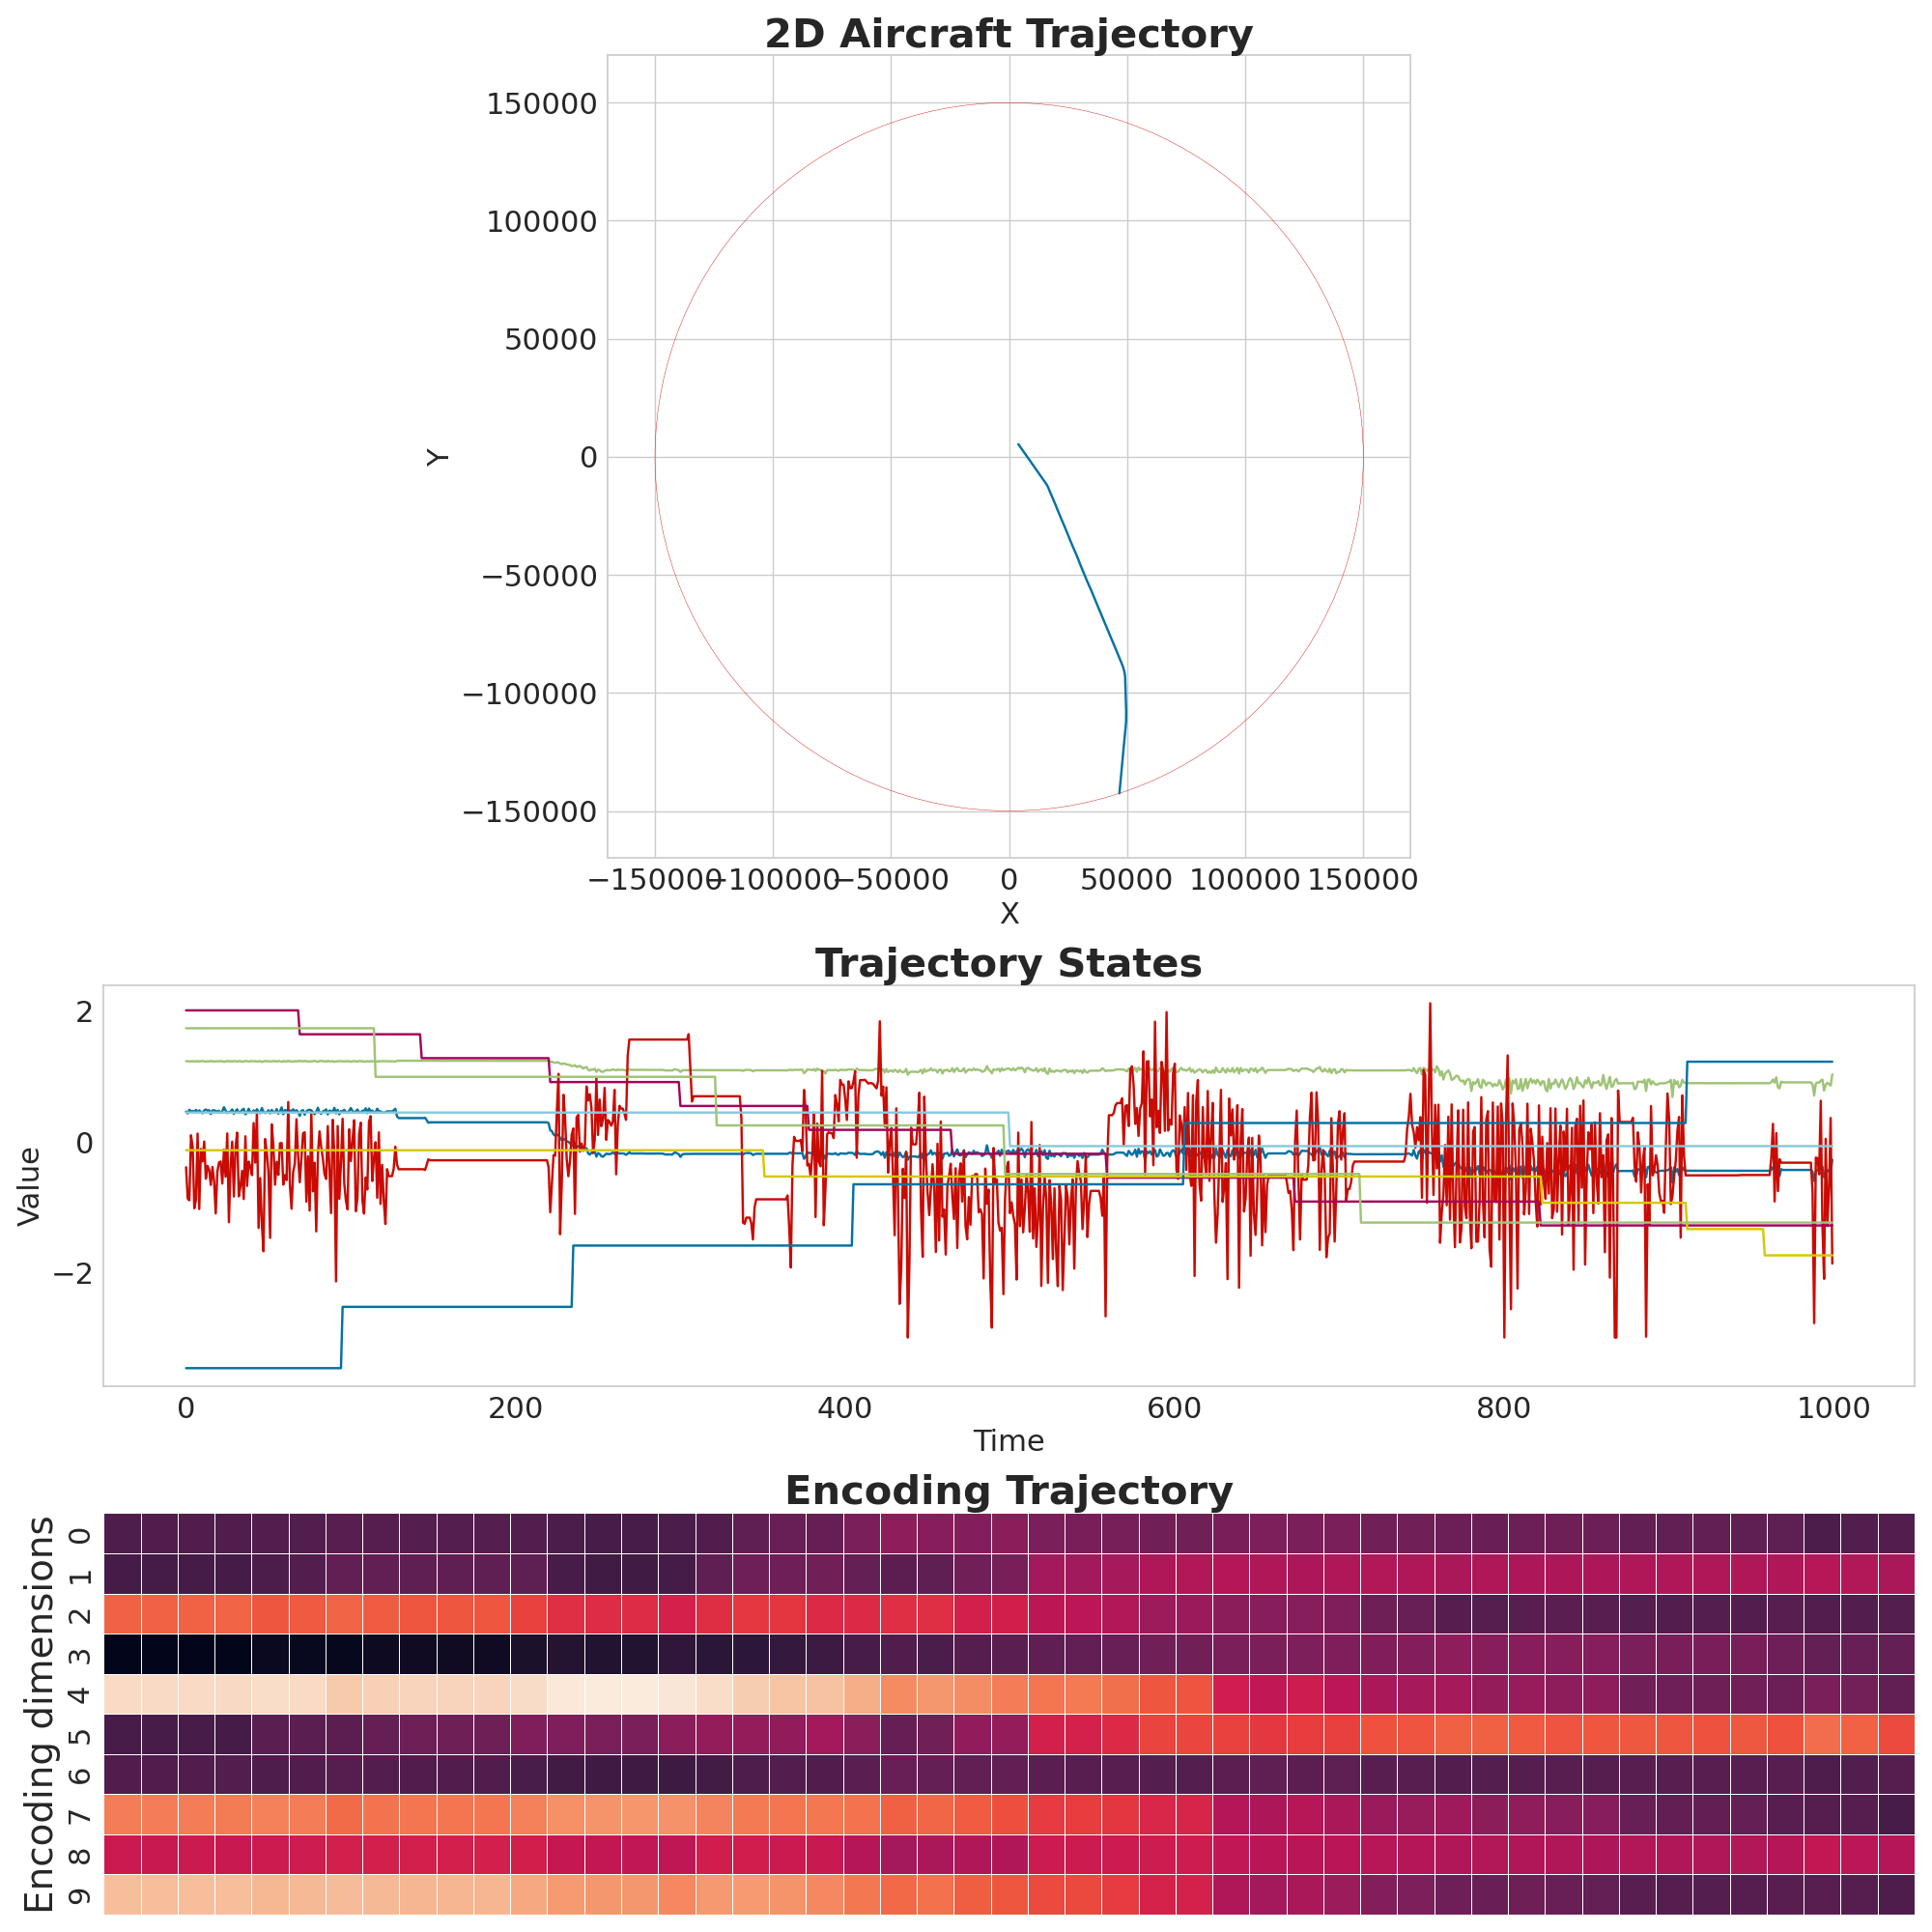 2D Aircraft Trajectory
150000
100000
50000
0
−50000
−100000
−150000
Y
−150000 −100000 −50000 0 50000 100000 150000
X
Trajectory States
2
0
−2
Value
0 200 400 600 800 1000
Time
Encoding Trajectory
Encoding dimensions
0
1
2
3
4
5
6
7
8
9